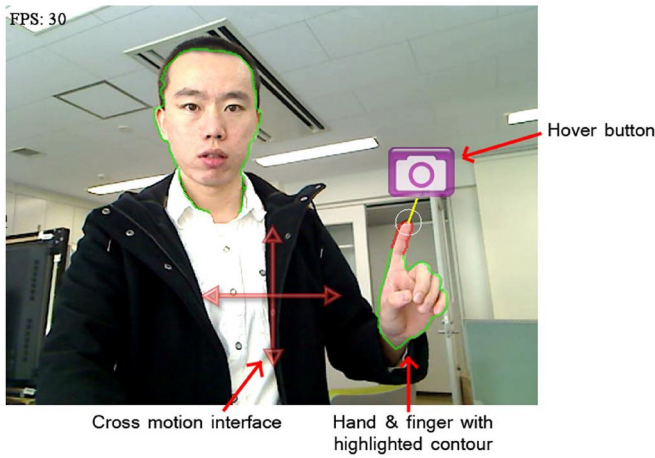 FPS: 30
Hover button
Cross motion interface
Hand & finger with
highlighted contour